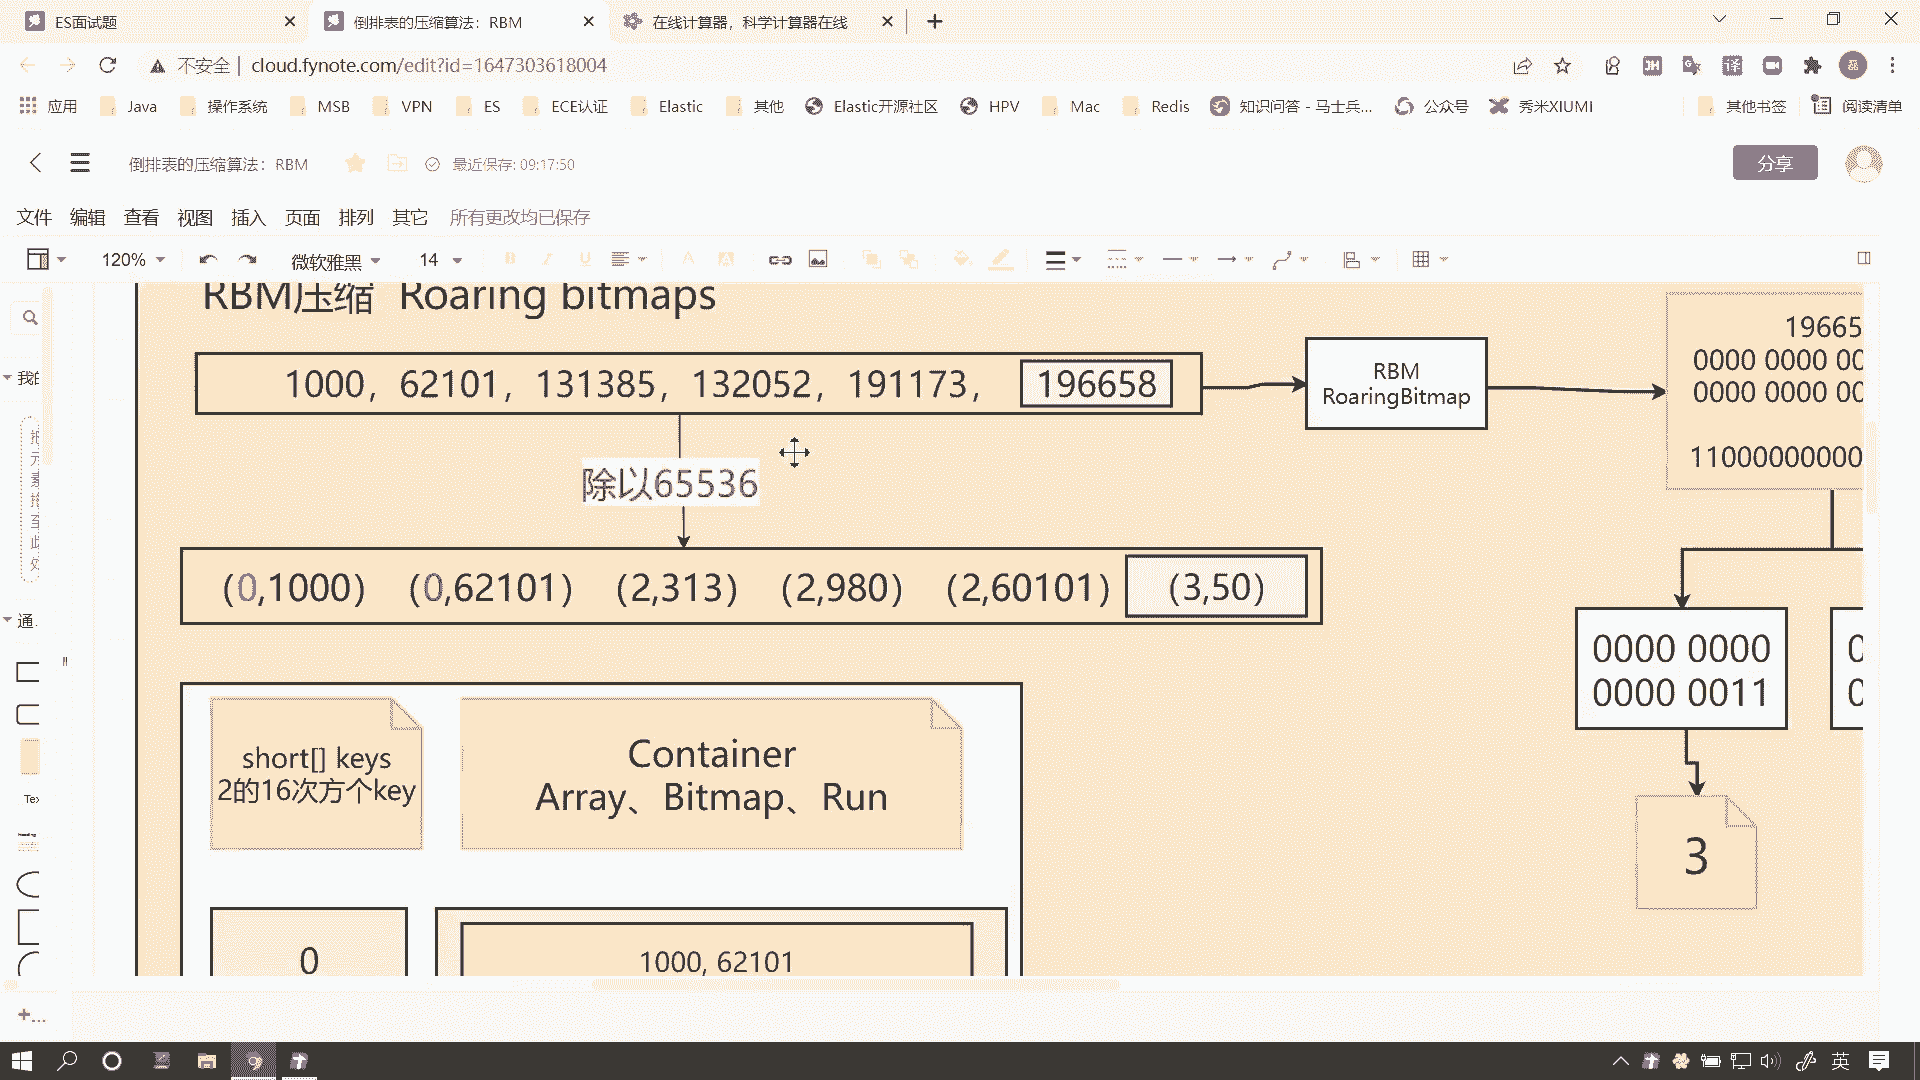 ES面试题
倒排表的压缩算法：RBM
在线计算器，科学计算器在线
不安全 | cloud.fynote.com/edit?id=1647303618004
应用 Java 操作系统 MSB VPN ES ECE认证 Elastic 其他 Elastic开源社区 HPV Mac Redis 知识问答 - 马士兵... 公众号 秀米XIUMI 其他书签 阅读清单
倒排表的压缩算法：RBM 最近保存: 09:17:50 分享
文件 编辑 查看 视图 插入 页面 排列 其它 所有更改均已保存
120% 微软雅黑 14
RBM压缩 Roaring bitmaps
1000，62101，131385，132052，191173， 196658
RBM
RoaringBitmap
19665
0000 0000 00
0000 0000 00
11000000000
除以65536
(0,1000) (0,62101) (2,313) (2,980) (2,60101) (3,50)
0000 0000
0000 0011
3
short[] keys
2的16次方个key
Container
Array、Bitmap、Run
0
1000, 62101
通.
英